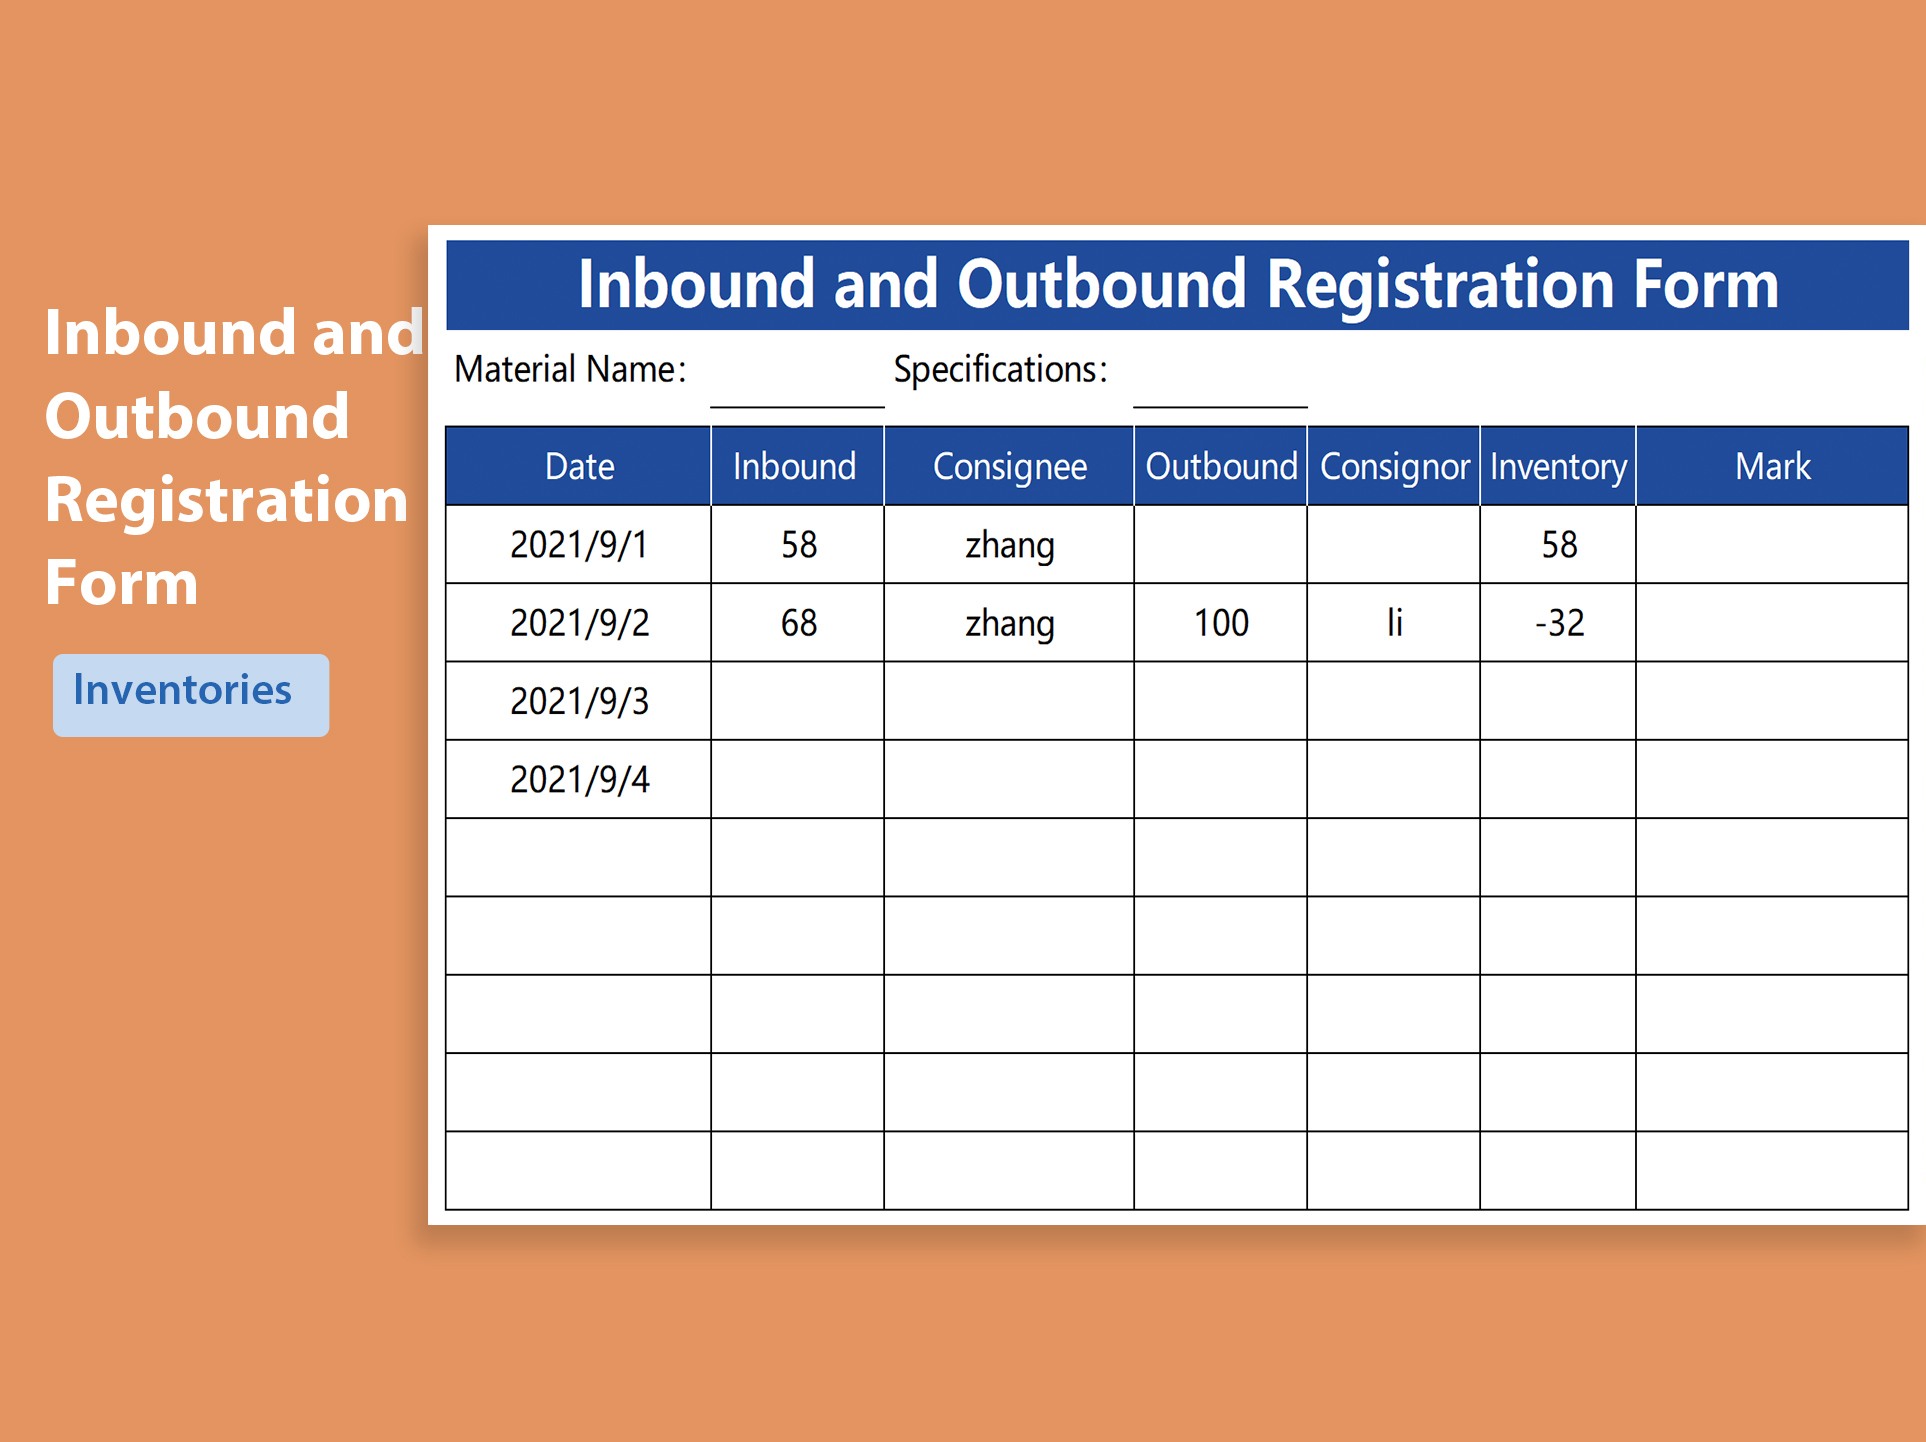 Inbound and
Outbound
Registration
Form
Inventories
Inbound and Outbound Registration Form
Material Name: Specifications:
Date Inbound Consignee Outbound Consignor Inventory Mark
2021/9/1 58 zhang 58
2021/9/2 68 zhang 100 li -32
2021/9/3
2021/9/4